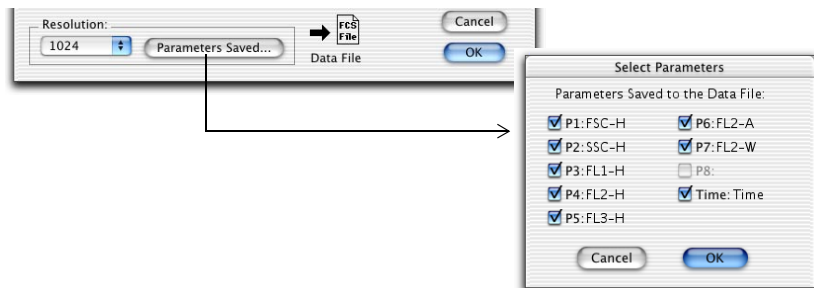 Resolution:
1024
Parameters Saved...
FCS
File
Data File
Cancel
OK
Select Parameters
Parameters Saved to the Data File:
P1:FSC-H
P2:SSC-H
P3:FL1-H
P4:FL2-H
P5:FL3-H
P6:FL2-A
P7:FL2-W
P8:
Time: Time
Cancel
OK